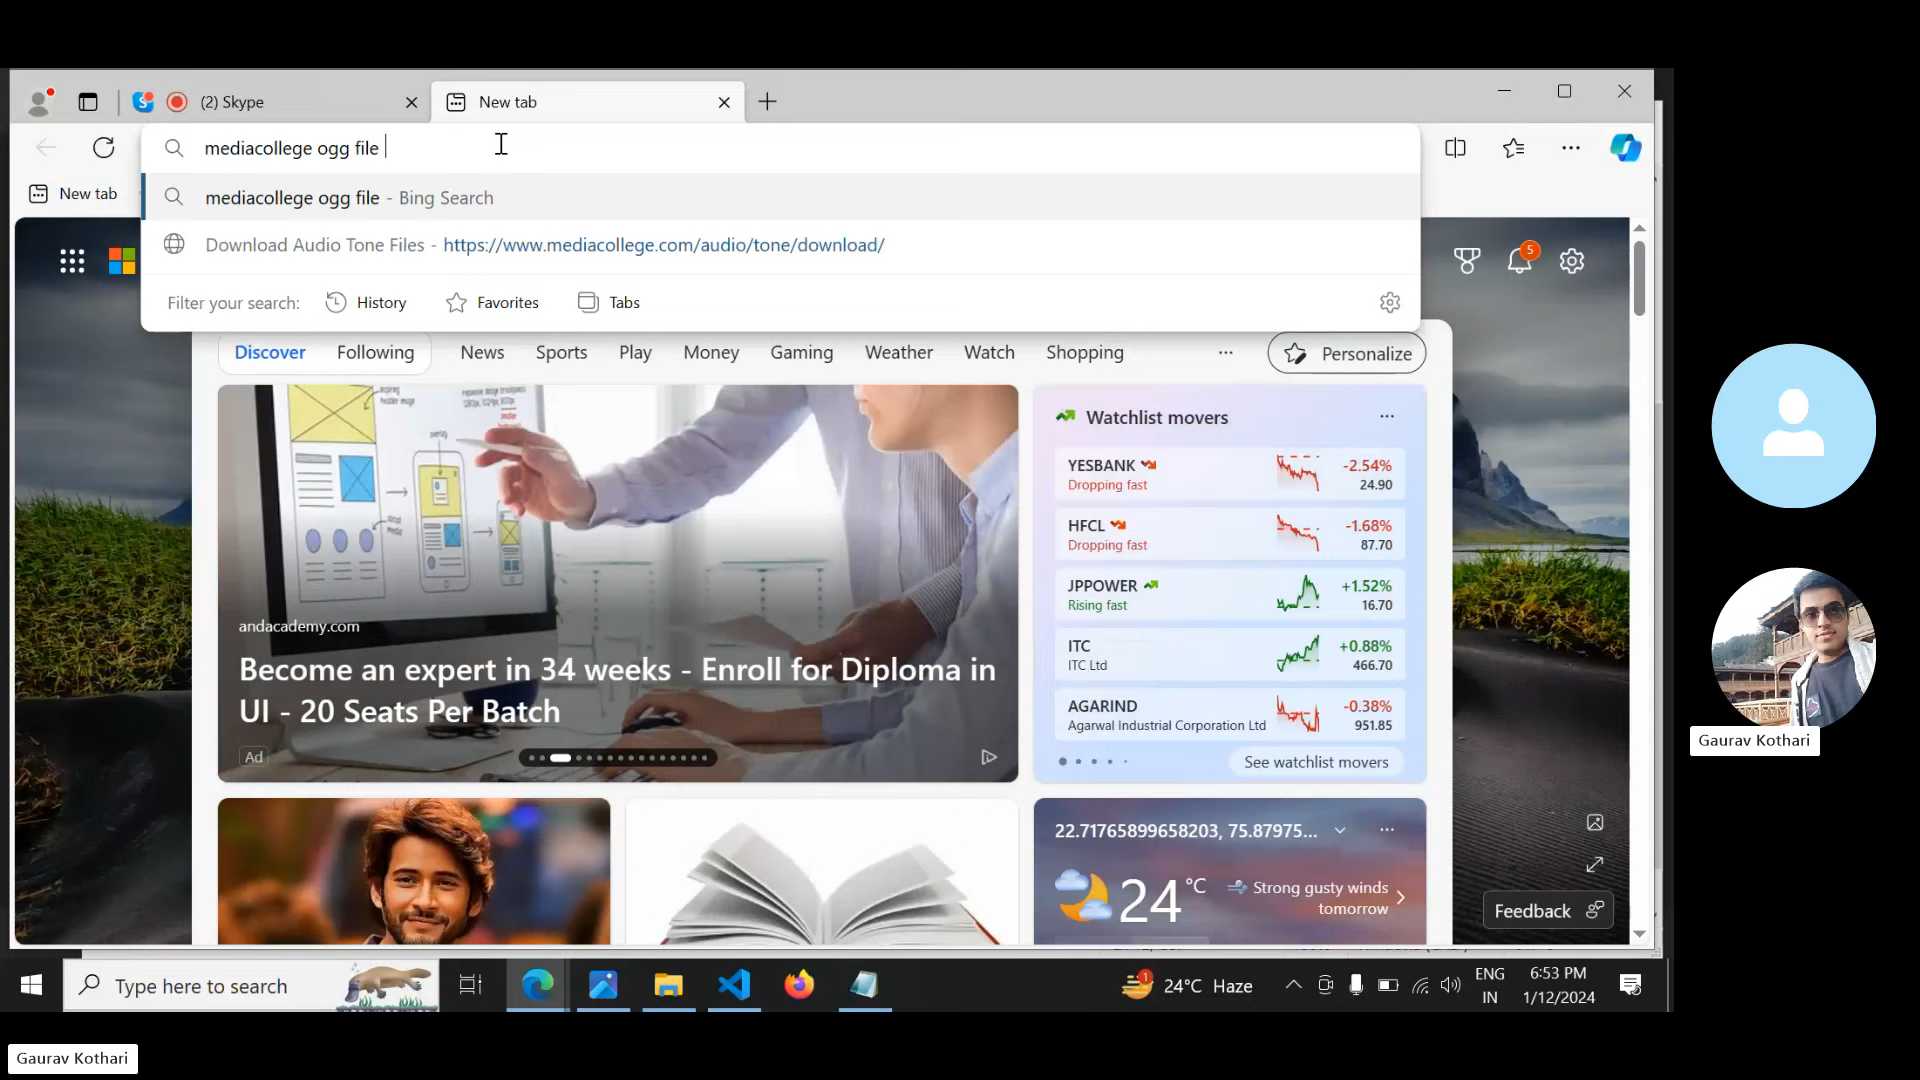 (2) Skype
New tab
mediacollege ogg file
New tab
mediacollege ogg file - Bing Search
Download Audio Tone Files - https://www.mediacollege.com/audio/tone/download/
Filter your search:
History
Favorites
Tabs
5
Discover
Following
News
Sports
Play
Money
Gaming
Weather
Watch
Shopping
Personalize
andacademy.com
Become an expert in 34 weeks - Enroll for Diploma in
UI - 20 Seats Per Batch
Ad
Watchlist movers
YESBANK
-2.54%
Dropping fast
24.90
HFCL
-1.68%
Dropping fast
87.70
JPPOWER
+1.52%
Rising fast
16.70
ITC
+0.88%
ITC Ltd
466.70
AGARIND
-0.38%
Agarwal Industrial Corporation Ltd
951.85
See watchlist movers
22.71765899658203, 75.87975...
24 °C
Strong gusty winds
tomorrow
Feedback
Type here to search
1
24°C Haze
ENG
IN
6:53 PM
1/12/2024
Gaurav Kothari
Gaurav Kothari